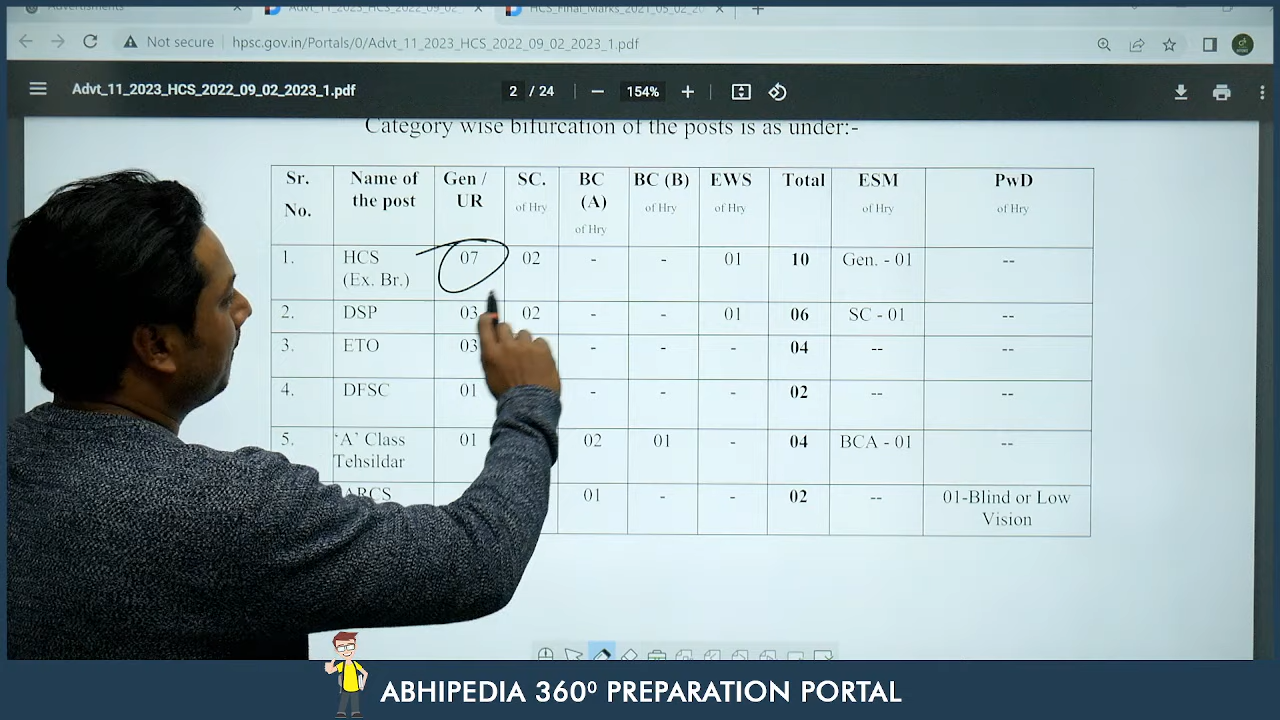 Advt_11_2023_HCS_2022_09_02
HCS_Final_Marks_2021_05_02_20
Not secure hpsc.gov.in/Portals/0/Advt_11_2023_HCS_2022_09_02_2023_1.pdf
Advt_11_2023_HCS_2022_09_02_2023_1.pdf 2 / 24 154%
Category wise bifurcation of the posts is as under:-
Sr. No. Name of the post Gen / UR SC. of Hry BC (A) of Hry BC (B) of Hry EWS of Hry Total ESM of Hry PwD of Hry
1. HCS (Ex. Br.) 07 02 - - 01 10 Gen. - 01 --
2. DSP 03 02 - - 01 06 SC - 01 --
3. ETO 03 - - - 04 -- --
4. DFSC 01 - - - 02 -- --
5. ‘A’ Class Tehsildar 01 02 01 - 04 BCA - 01 --
ARCS 01 - - 02 -- 01-Blind or Low Vision
ABHIPEDIA 360⁰ PREPARATION PORTAL